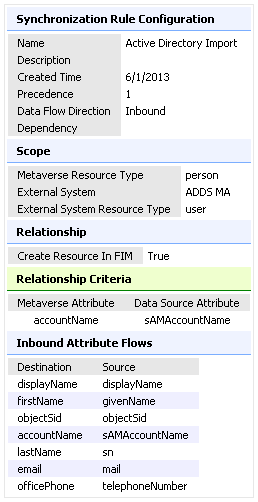 Synchronization Rule Configuration
Name Active Directory Import
Description
Created Time 6/1/2013
Precedence 1
Data Flow Direction Inbound
Dependency
Scope
Metaverse Resource Type person
External System ADDS MA
External System Resource Type user
Relationship
Create Resource In FIM True
Relationship Criteria
Metaverse Attribute Data Source Attribute
accountName sAMAccountName
Inbound Attribute Flows
Destination Source
displayName displayName
firstName givenName
objectSid objectSid
accountName sAMAccountName
lastName sn
email mail
officePhone telephoneNumber